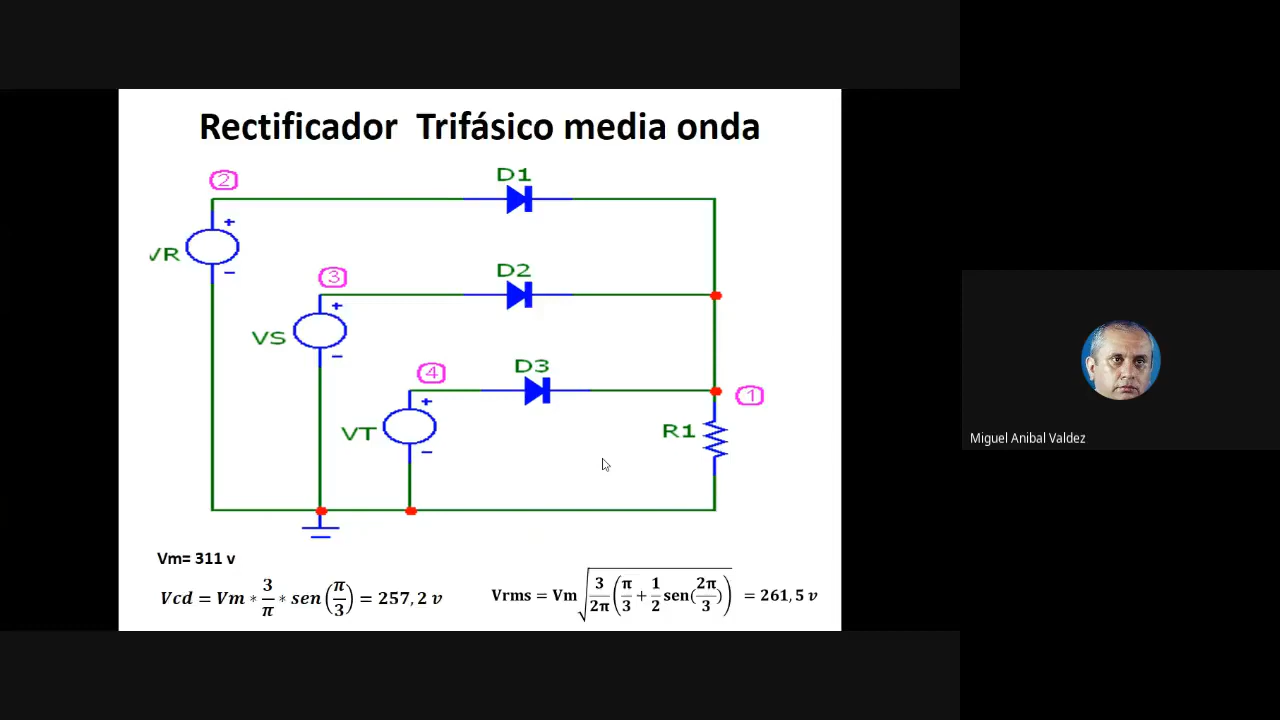 Rectificador Trifásico media onda
D1
2
+
VR
−
D2
3
+
VS
−
D3
4
+
VT
−
1
R1
Vm= 311 v
Vcd = Vm * 3/π * sen(π/3) = 257,2 v
Vrms = Vm√(3/2π (π/3 + 1/2 sen(2π/3))) = 261,5 v
Miguel Anibal Valdez